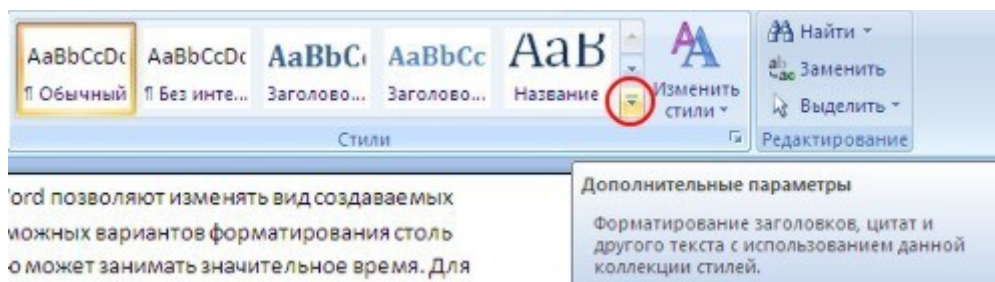 AaBbCcDc AaBbCcDc AaBbC AaBbCc АаВ
¶ Обычный ¶ Без инте... Заголово... Заголово... Название
Изменить стили
Найти
Заменить
Выделить
Стили
Редактирование
ord позволяют изменять вид создаваемых
можных вариантов форматирования столь
о может занимать значительное время. Для
Дополнительные параметры
Форматирование заголовков, цитат и
другого текста с использованием данной
коллекции стилей.